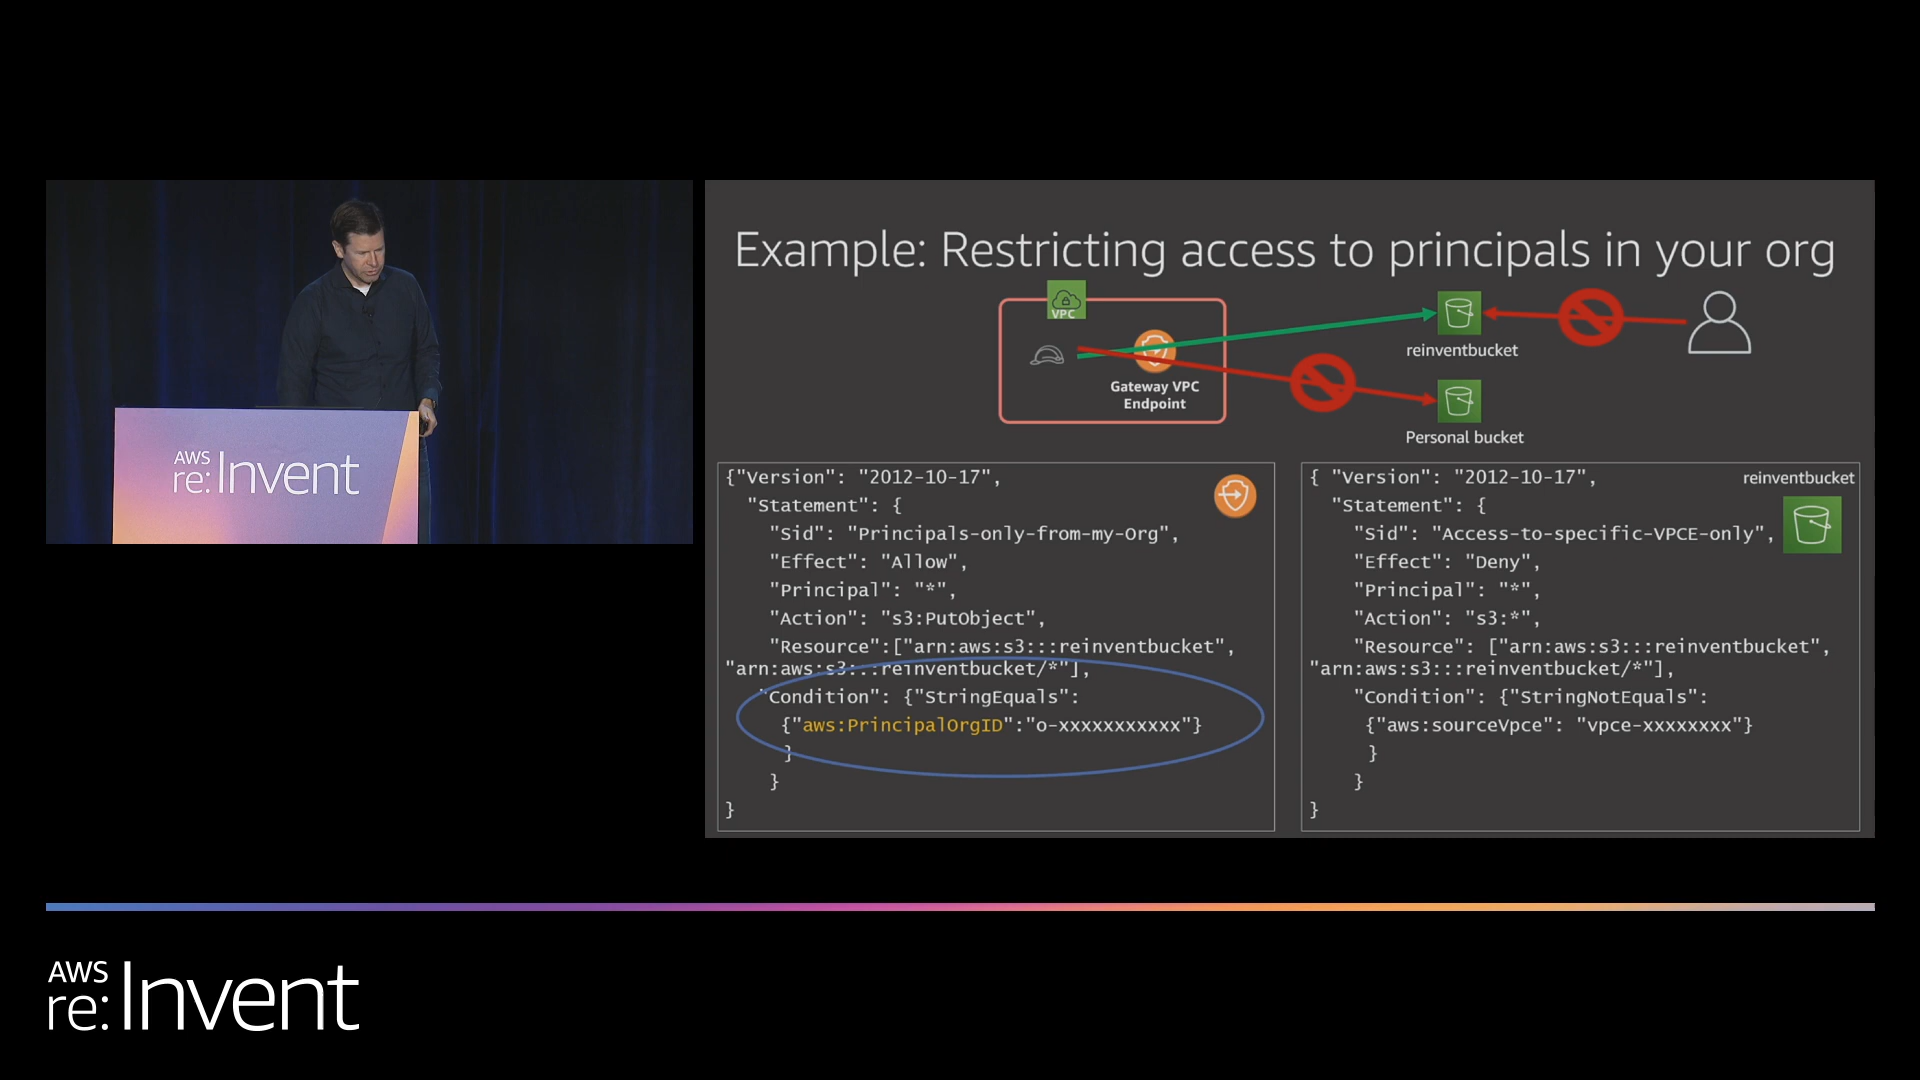 AWS
re:Invent
Example: Restricting access to principals in your org
VPC
Gateway VPC
Endpoint
reinventbucket
Personal bucket
{"Version": "2012-10-17",
"Statement": {
"Sid": "Principals-only-from-my-Org",
"Effect": "Allow",
"Principal": "*",
"Action": "s3:PutObject",
"Resource":["arn:aws:s3:::reinventbucket",
"arn:aws:s3:::reinventbucket/*"],
"Condition": {"StringEquals":
{"aws:PrincipalOrgID":"o-xxxxxxxxxxx"}
}
}
}
reinventbucket
{ "Version": "2012-10-17",
"Statement": {
"Sid": "Access-to-specific-VPCE-only",
"Effect": "Deny",
"Principal": "*",
"Action": "s3:*",
"Resource": ["arn:aws:s3:::reinventbucket",
"arn:aws:s3:::reinventbucket/*"],
"Condition": {"StringNotEquals":
{"aws:sourceVpce": "vpce-xxxxxxxx"}
}
}
}
AWS
re:Invent